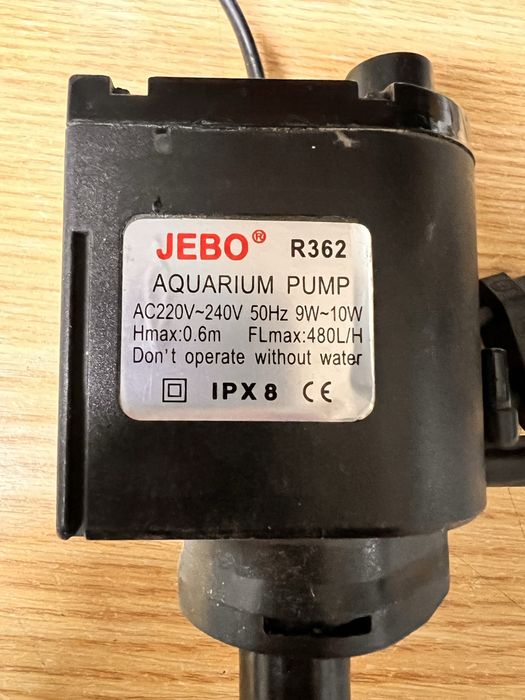 JEBO® R362
AQUARIUM PUMP
AC220V~240V 50Hz 9W~10W
Hmax:0.6m FLmax:480L/H
Don't operate without water
IPX8 CE